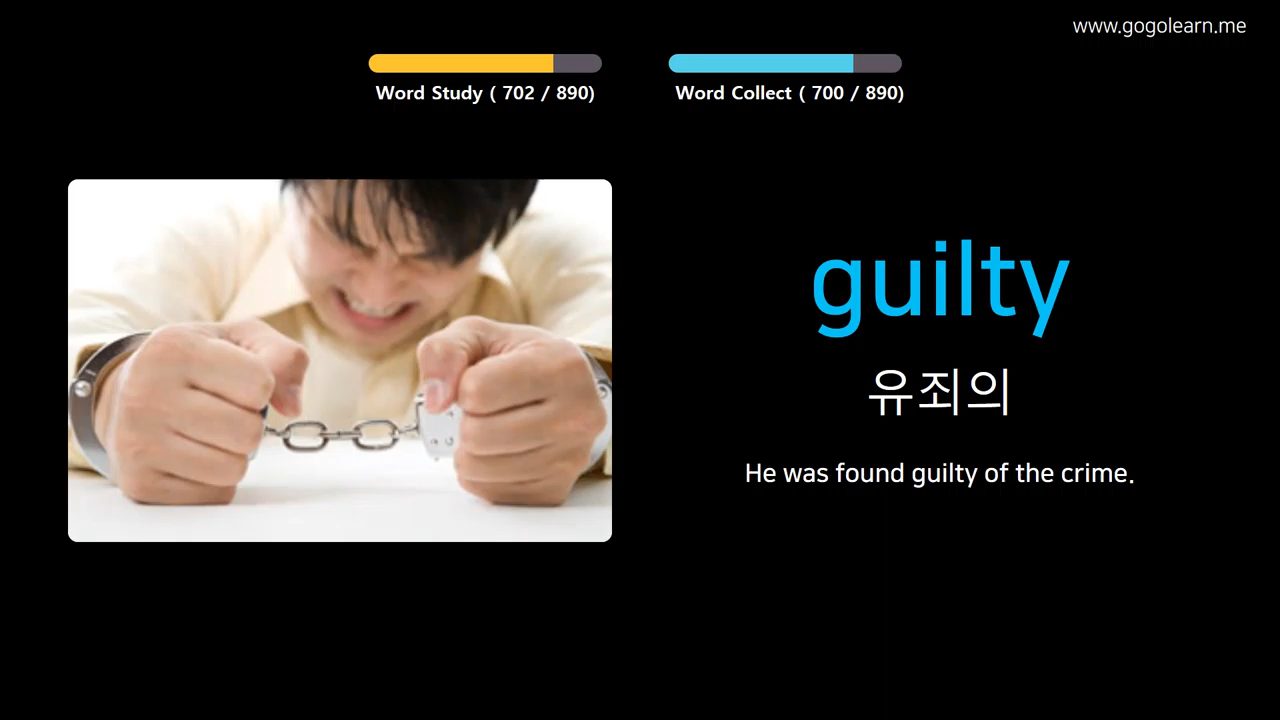 www.gogolearn.me
Word Study ( 702 / 890)
Word Collect ( 700 / 890)
guilty
유죄의
He was found guilty of the crime.